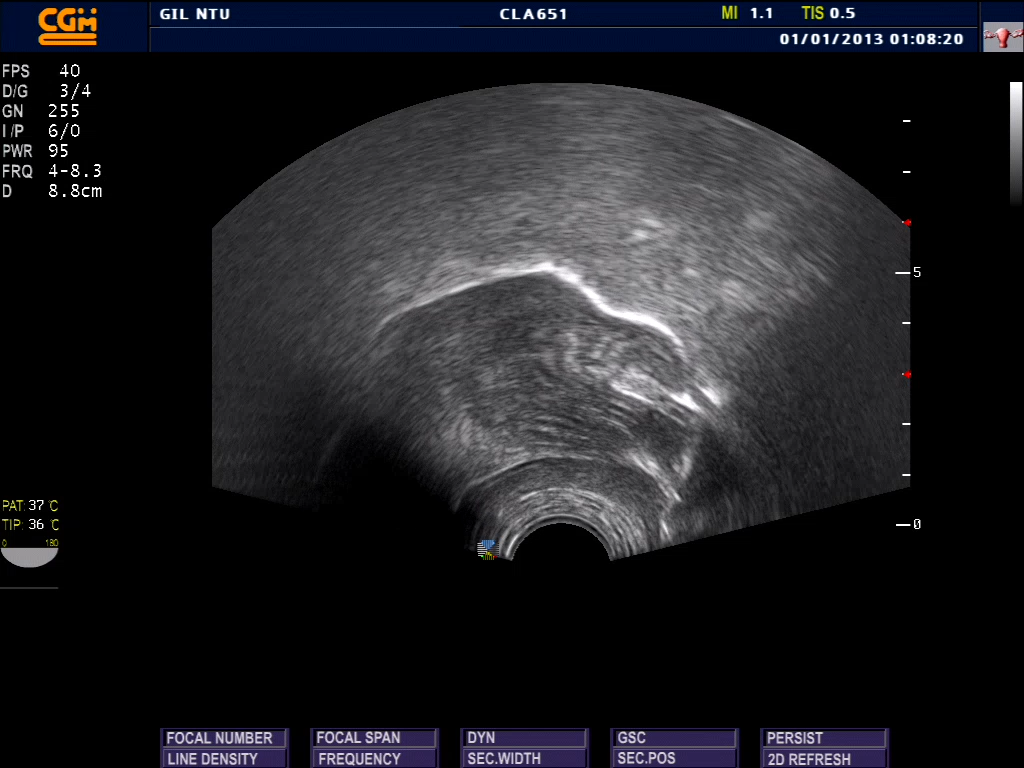 CGM
GIL NTU CLA651 MI 1.1 TIS 0.5
01/01/2013 01:08:20
FPS 40
D/G 3/4
GN 255
I/P 6/0
PWR 95
FRQ 4-8.3
D 8.8cm
5
PAT: 37 °C
TIP: 36 °C
0 180
0
FOCAL NUMBER FOCAL SPAN DYN GSC PERSIST
LINE DENSITY FREQUENCY SEC.WIDTH SEC.POS 2D REFRESH